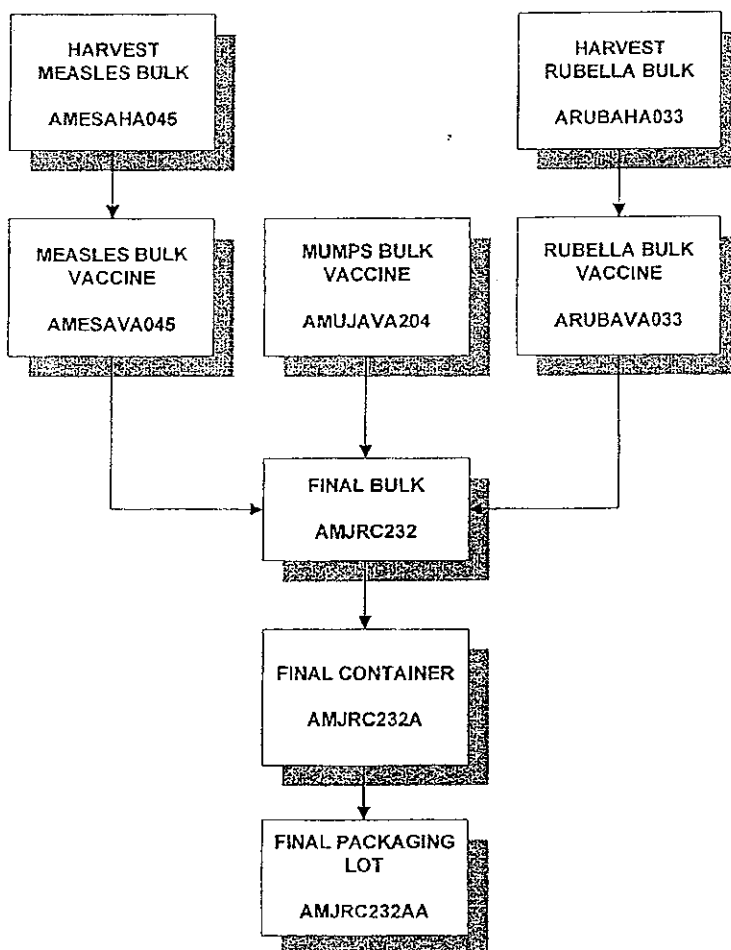 HARVEST
MEASLES BULK
AMESAHA045
HARVEST
RUBELLA BULK
ARUBAHA033
MEASLES BULK
VACCINE
AMESAVA045
MUMPS BULK
VACCINE
AMUJAVA204
RUBELLA BULK
VACCINE
ARUBAVA033
FINAL BULK
AMJRC232
FINAL CONTAINER
AMJRC232A
FINAL PACKAGING
LOT
AMJRC232AA